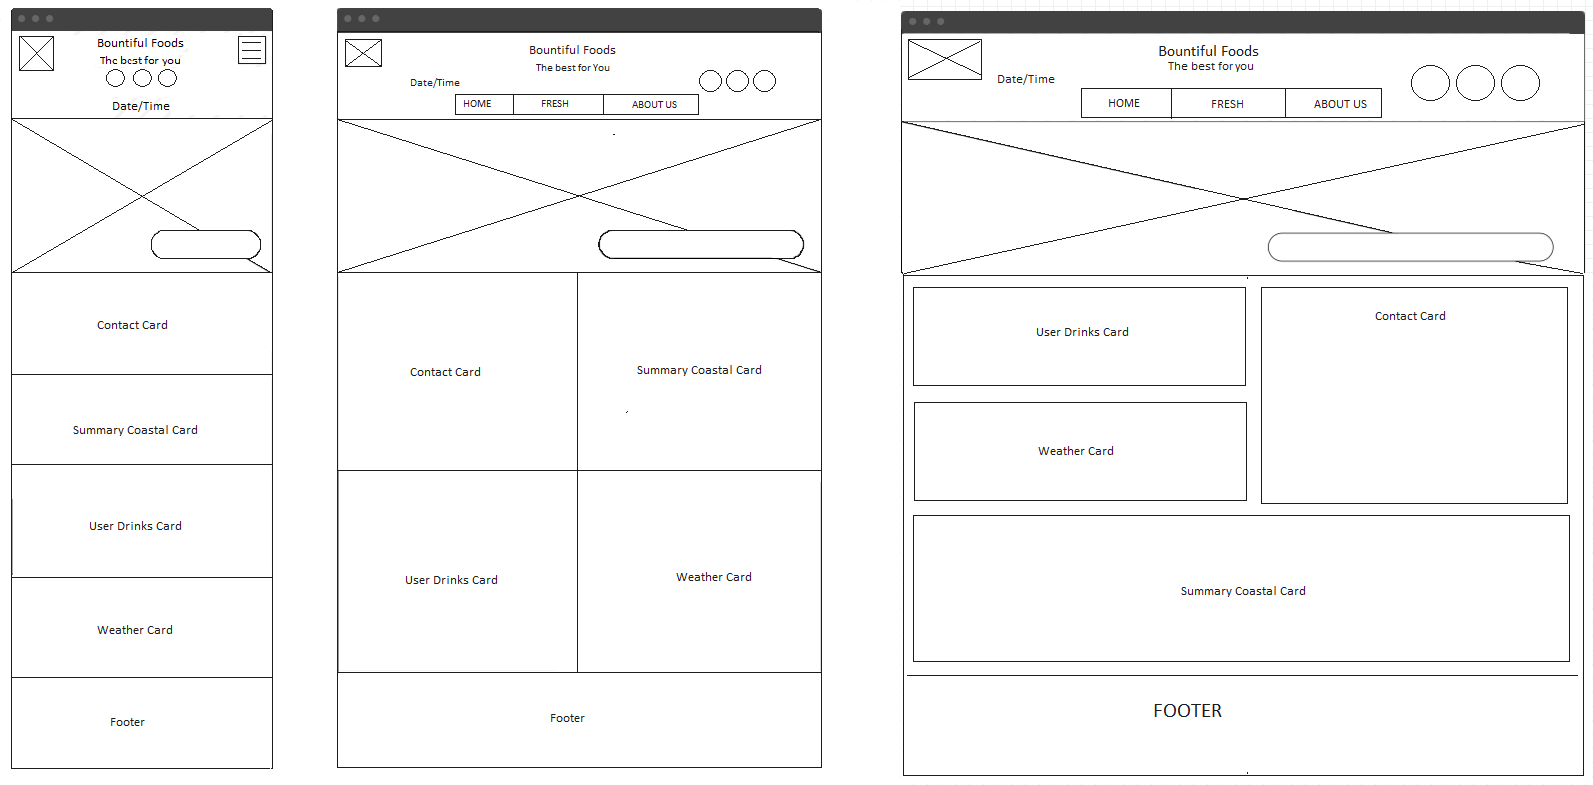 Bountiful Foods
The best for you
Date/Time
Contact Card
Summary Coastal Card
User Drinks Card
Weather Card
Footer
Bountiful Foods
The best for You
Date/Time
HOME
FRESH
ABOUT US
Contact Card
Summary Coastal Card
User Drinks Card
Weather Card
Footer
Bountiful Foods
The best for you
Date/Time
HOME
FRESH
ABOUT US
User Drinks Card
Contact Card
Weather Card
Summary Coastal Card
FOOTER